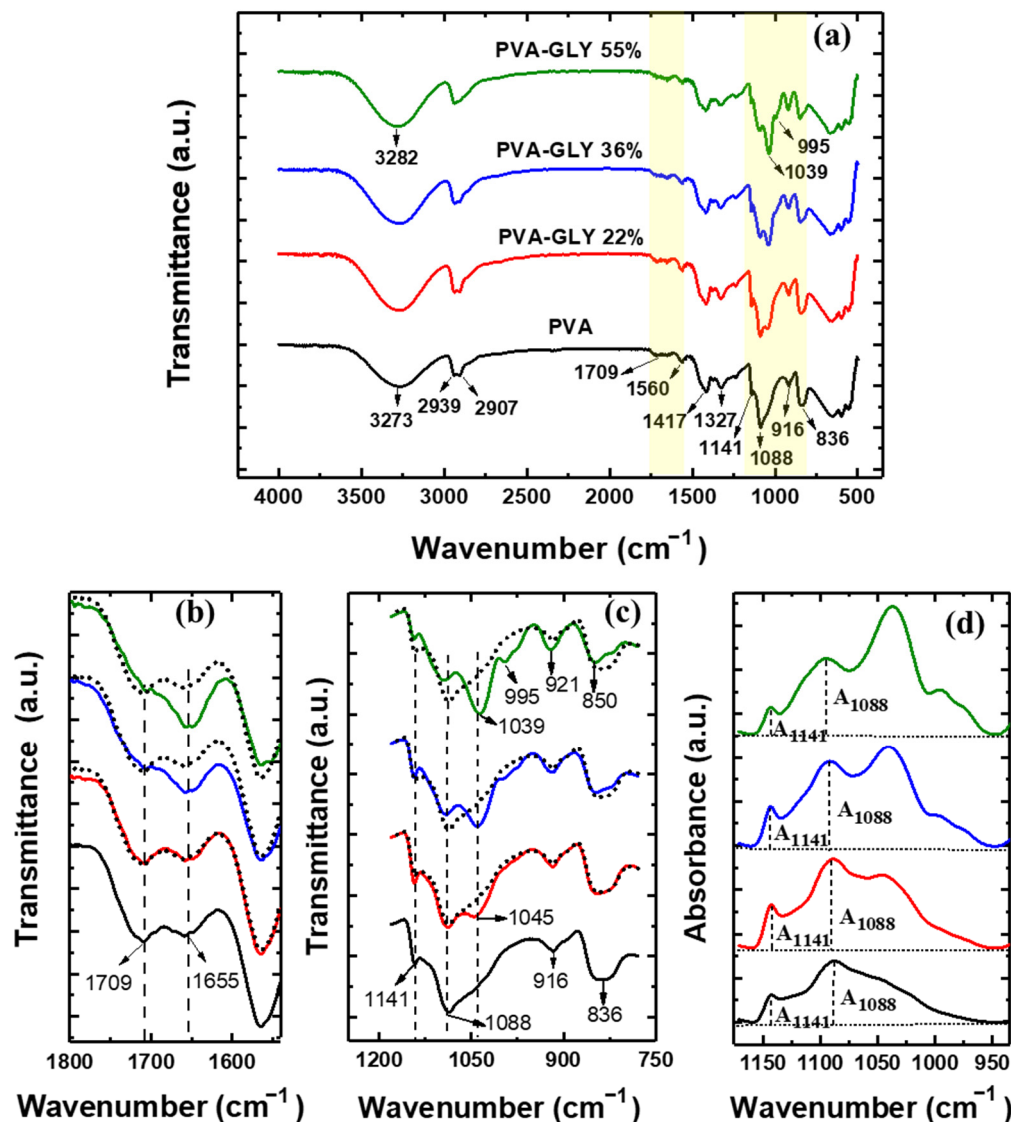 (a)
PVA-GLY 55%
3282
995
1039
PVA-GLY 36%
PVA-GLY 22%
PVA
3273
2939
2907
1709
1560
1417
1327
1141
1088
916
836
Transmittance (a.u.)
4000 3500 3000 2500 2000 1500 1000 500
Wavenumber (cm⁻¹)
(b)
1709
1655
Transmittance (a.u.)
1800 1700 1600
Wavenumber (cm⁻¹)
(c)
995
1039
921
850
1045
1141
1088
916
836
Transmittance (a.u.)
1200 1050 900 750
Wavenumber (cm⁻¹)
(d)
A1088
A1141
A1088
A1141
A1088
A1141
A1088
A1141
Absorbance (a.u.)
1150 1100 1050 1000 950
Wavenumber (cm⁻¹)